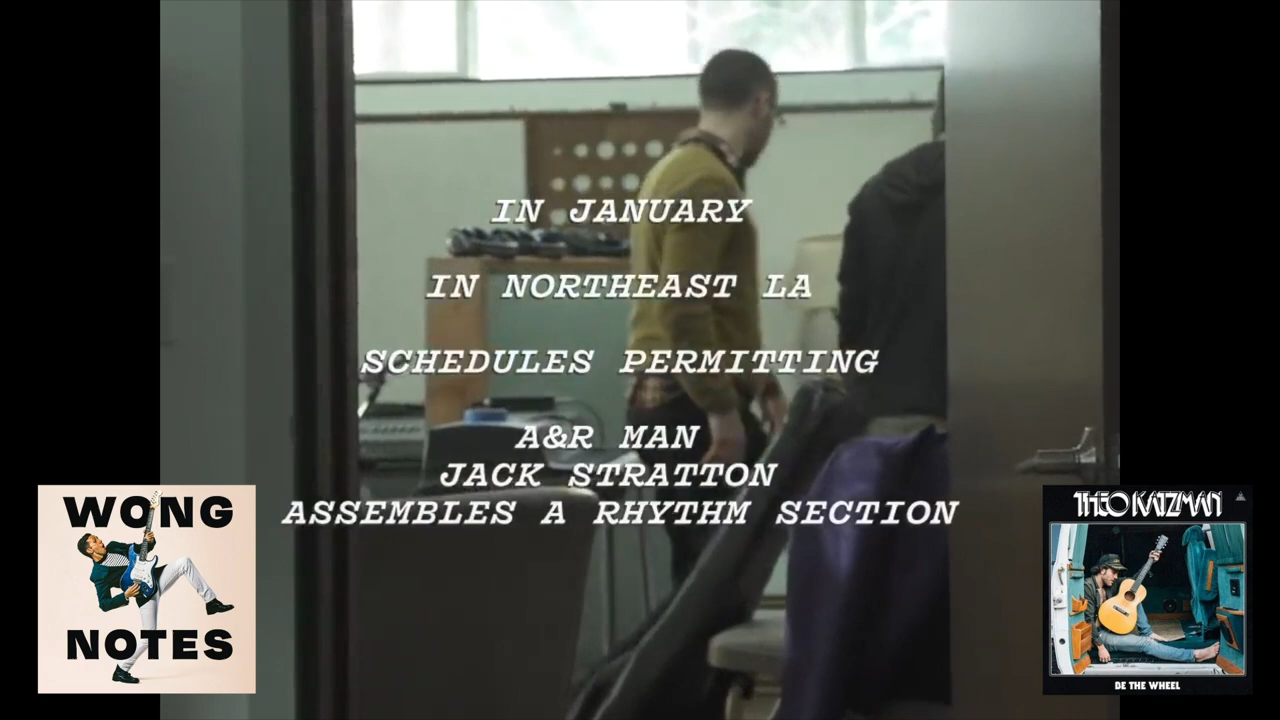 IN JANUARY
IN NORTHEAST LA
SCHEDULES PERMITTING
A&R MAN
JACK STRATTON
ASSEMBLES A RHYTHM SECTION
WONG
NOTES
THEO KATZMAN
BE THE WHEEL